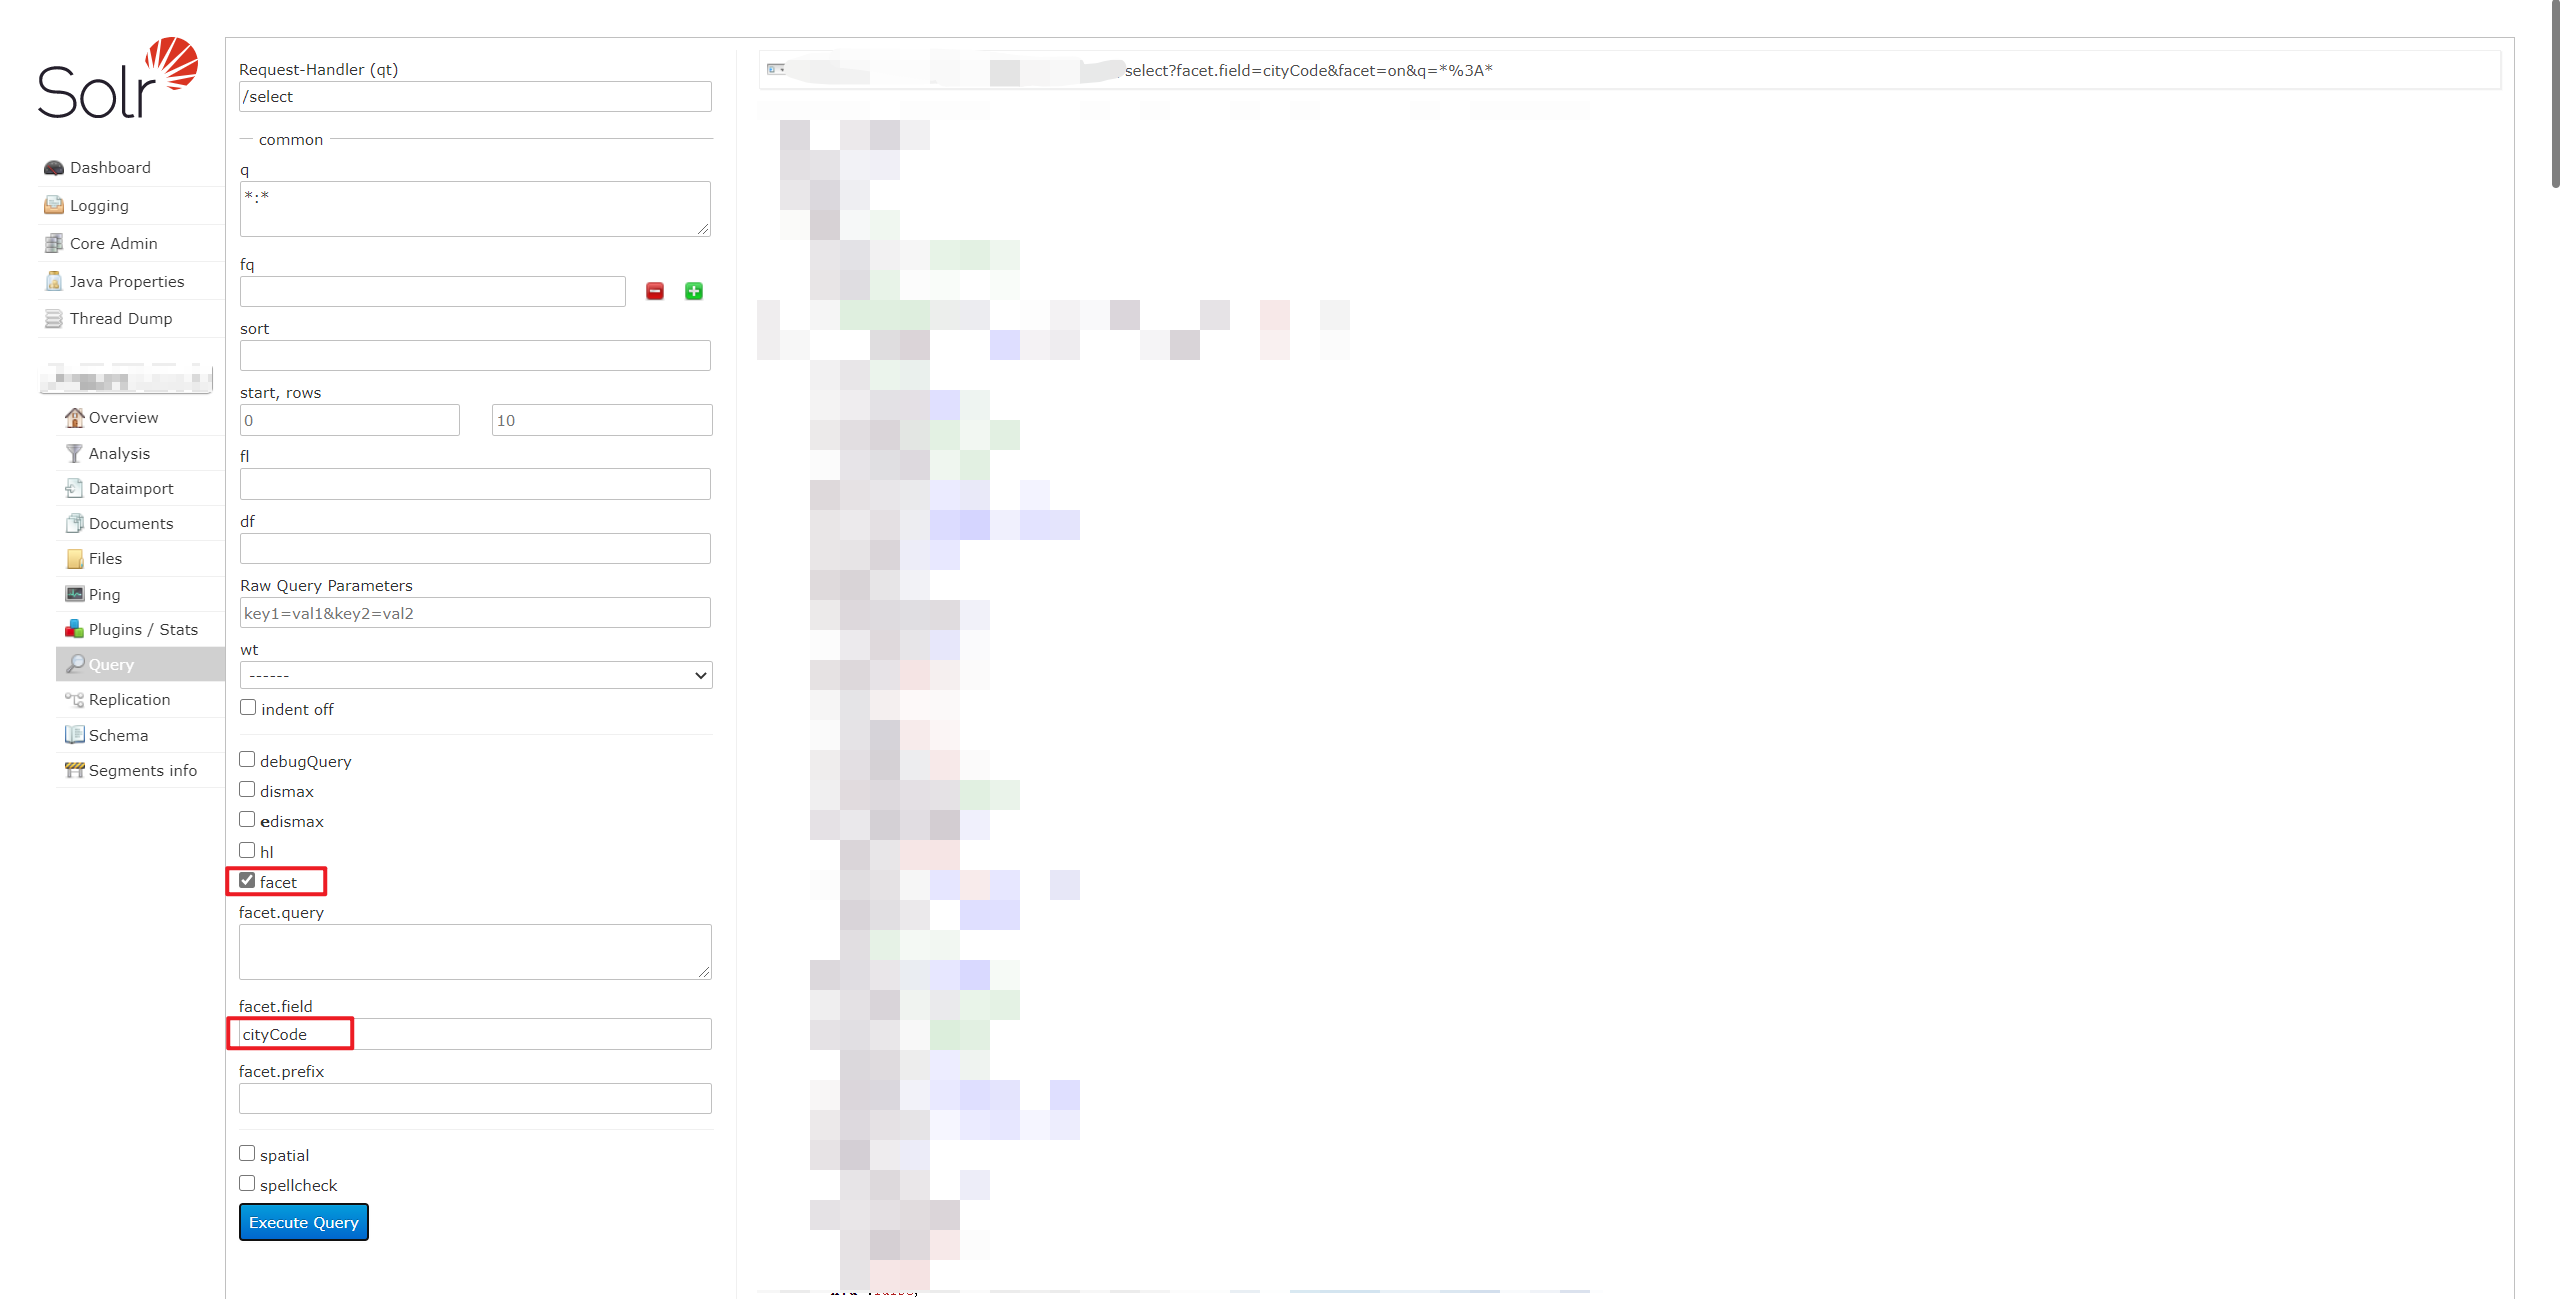 Solr
Dashboard
Logging
Core Admin
Java Properties
Thread Dump
Overview
Analysis
Dataimport
Documents
Files
Ping
Plugins / Stats
Query
Replication
Schema
Segments info
Request-Handler (qt)
/select
common
q
*:*
fq
sort
start, rows
0 10
fl
df
Raw Query Parameters
key1=val1&key2=val2
wt
------
indent off
debugQuery
dismax
edismax
hl
facet
facet.query
facet.field
cityCode
facet.prefix
spatial
spellcheck
Execute Query
select?facet.field=cityCode&facet=on&q=*%3A*